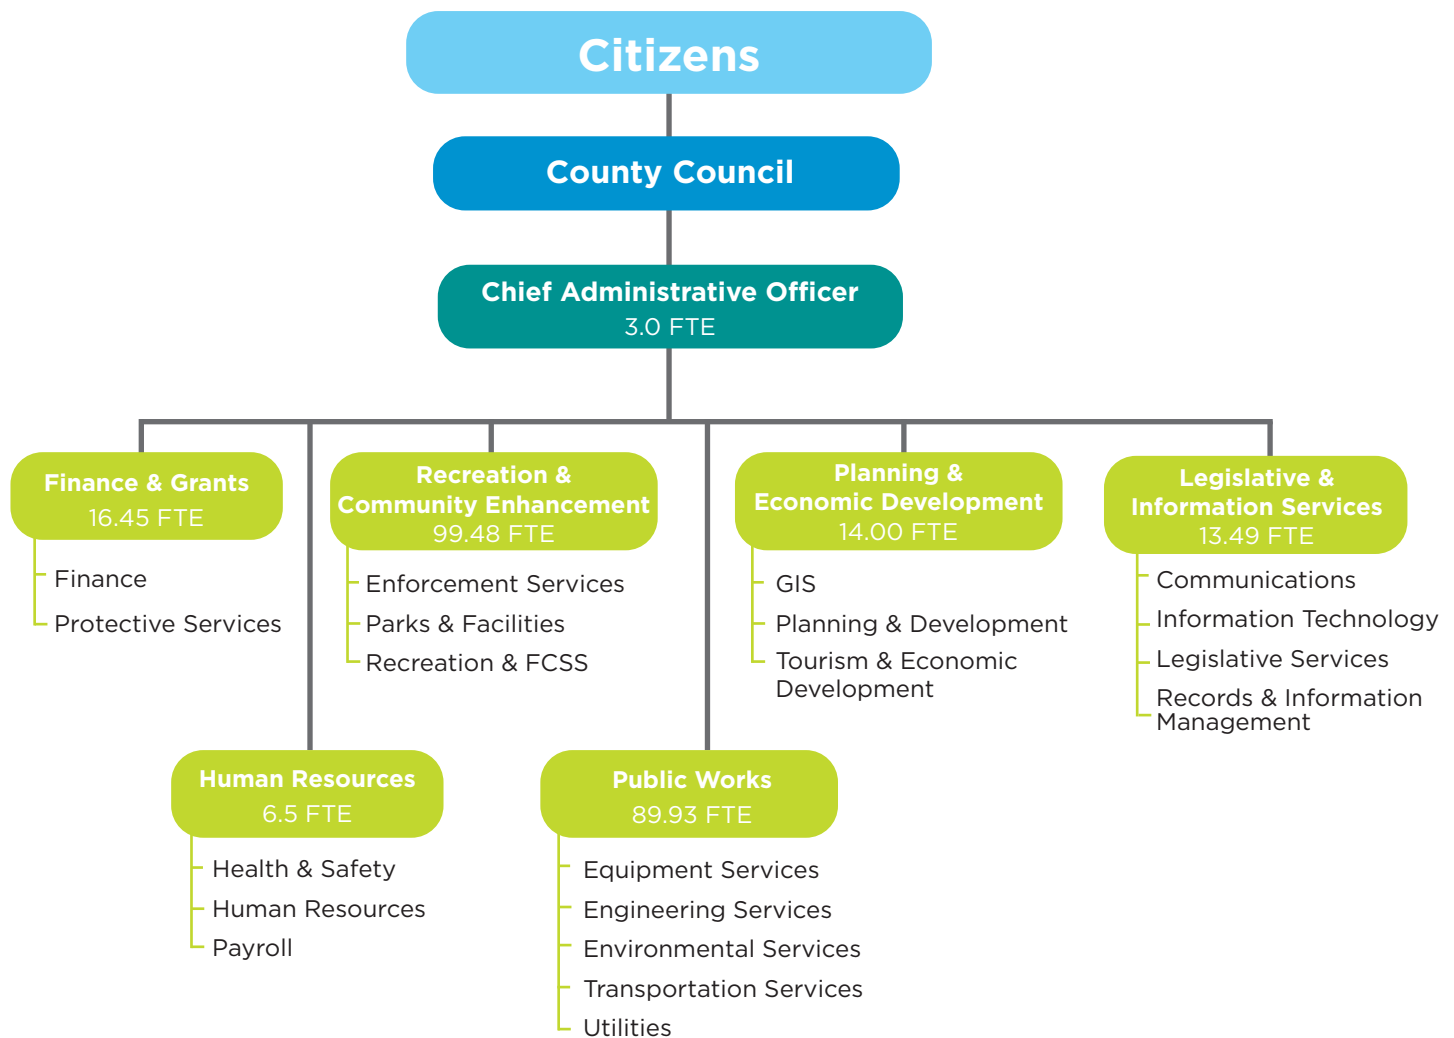 Citizens
County Council
Chief Administrative Officer
3.0 FTE
Finance & Grants
16.45 FTE
Finance
Protective Services
Recreation &
Community Enhancement
99.48 FTE
Enforcement Services
Parks & Facilities
Recreation & FCSS
Planning &
Economic Development
14.00 FTE
GIS
Planning & Development
Tourism & Economic
Development
Legislative &
Information Services
13.49 FTE
Communications
Information Technology
Legislative Services
Records & Information
Management
Human Resources
6.5 FTE
Health & Safety
Human Resources
Payroll
Public Works
89.93 FTE
Equipment Services
Engineering Services
Environmental Services
Transportation Services
Utilities